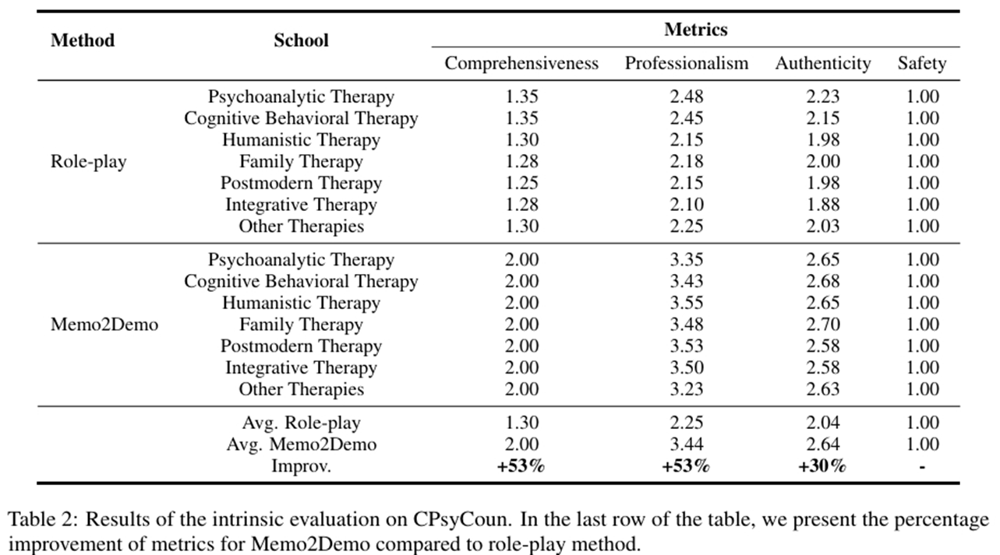 Method School Metrics
Comprehensiveness Professionalism Authenticity Safety
Psychoanalytic Therapy 1.35 2.48 2.23 1.00
Cognitive Behavioral Therapy 1.35 2.45 2.15 1.00
Humanistic Therapy 1.30 2.15 1.98 1.00
Role-play Family Therapy 1.28 2.18 2.00 1.00
Postmodern Therapy 1.25 2.15 1.98 1.00
Integrative Therapy 1.28 2.10 1.88 1.00
Other Therapies 1.30 2.25 2.03 1.00
Psychoanalytic Therapy 2.00 3.35 2.65 1.00
Cognitive Behavioral Therapy 2.00 3.43 2.68 1.00
Humanistic Therapy 2.00 3.55 2.65 1.00
Memo2Demo Family Therapy 2.00 3.48 2.70 1.00
Postmodern Therapy 2.00 3.53 2.58 1.00
Integrative Therapy 2.00 3.50 2.58 1.00
Other Therapies 2.00 3.23 2.63 1.00
Avg. Role-play 1.30 2.25 2.04 1.00
Avg. Memo2Demo 2.00 3.44 2.64 1.00
Improv. +53% +53% +30% -
Table 2: Results of the intrinsic evaluation on CPsyCoun. In the last row of the table, we present the percentage
improvement of metrics for Memo2Demo compared to role-play method.